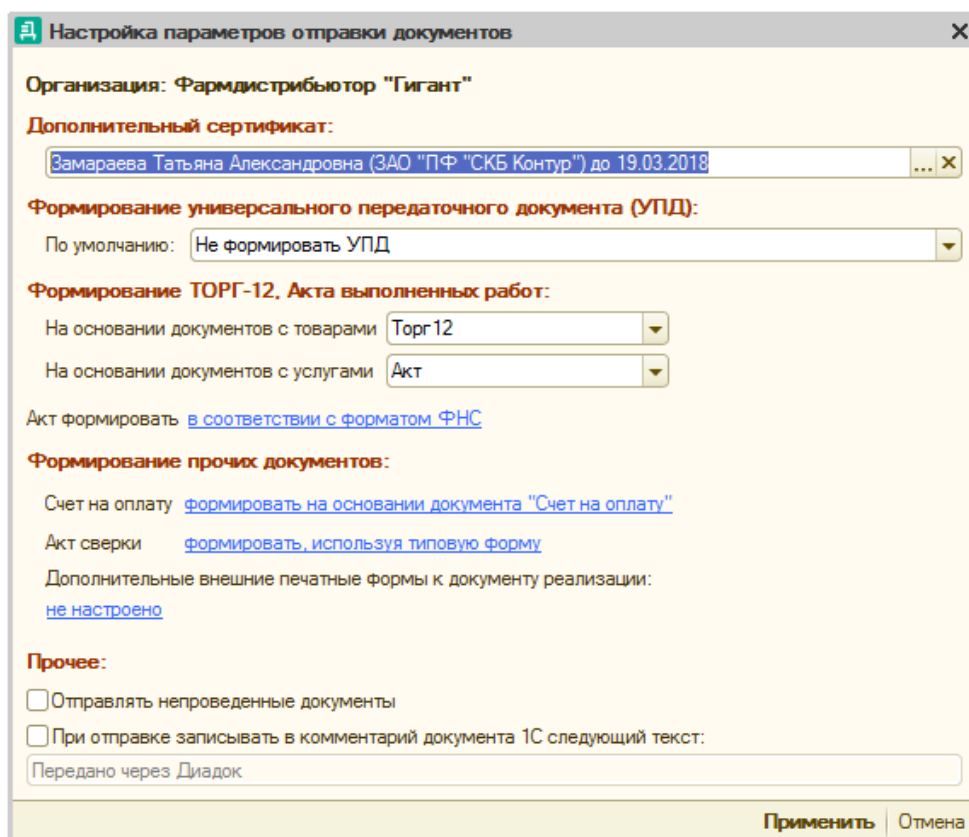 Настройка параметров отправки документов
Организация: Фармдистрибьютор "Гигант"
Дополнительный сертификат:
Замараева Татьяна Александровна (ЗАО "ПФ "СКБ Контур") до 19.03.2018
Формирование универсального передаточного документа (УПД):
По умолчанию: Не формировать УПД
Формирование ТОРГ-12, Акта выполненных работ:
На основании документов с товарами Торг12
На основании документов с услугами Акт
Акт формировать в соответствии с форматом ФНС
Формирование прочих документов:
Счет на оплату формировать на основании документа "Счет на оплату"
Акт сверки формировать, используя типовую форму
Дополнительные внешние печатные формы к документу реализации:
не настроено
Прочее:
Отправлять непроведенные документы
При отправке записывать в комментарий документа 1С следующий текст:
Передано через Диадок
Применить Отмена